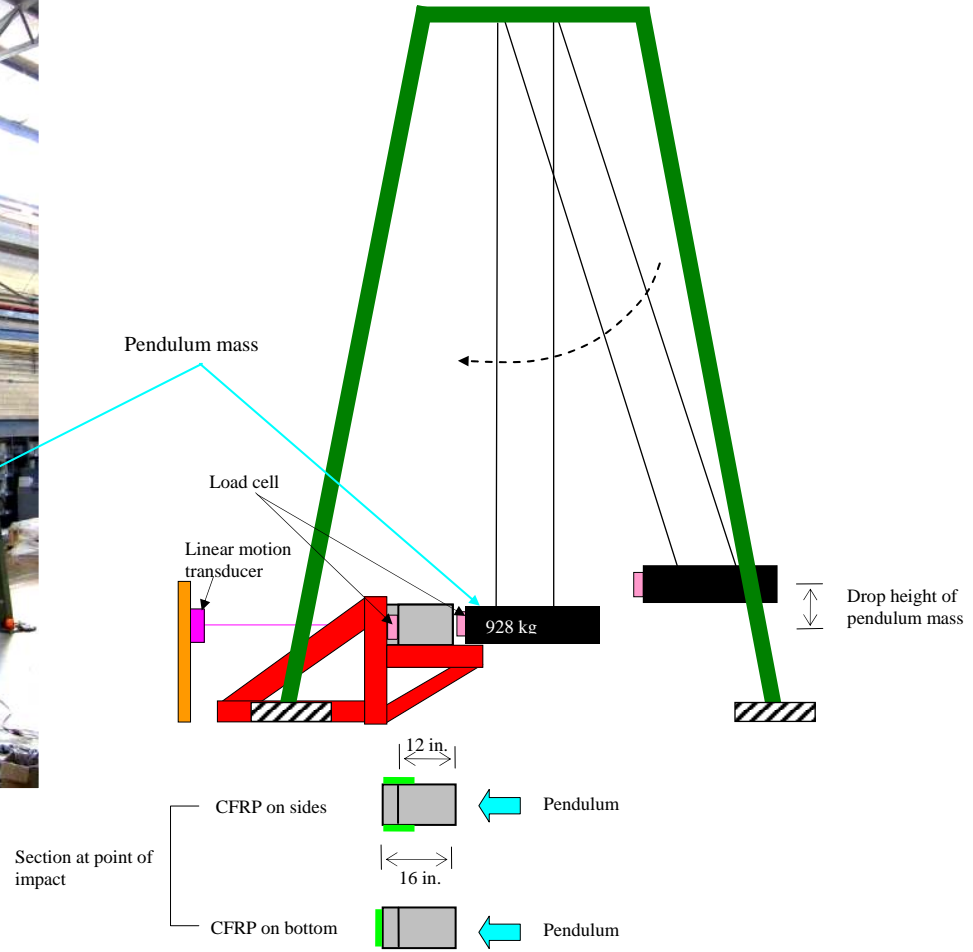 Pendulum mass
Load cell
Linear motion
transducer
928 kg
Drop height of
pendulum mass
12 in.
CFRP on sides
Pendulum
Section at point of
impact
16 in.
CFRP on bottom
Pendulum